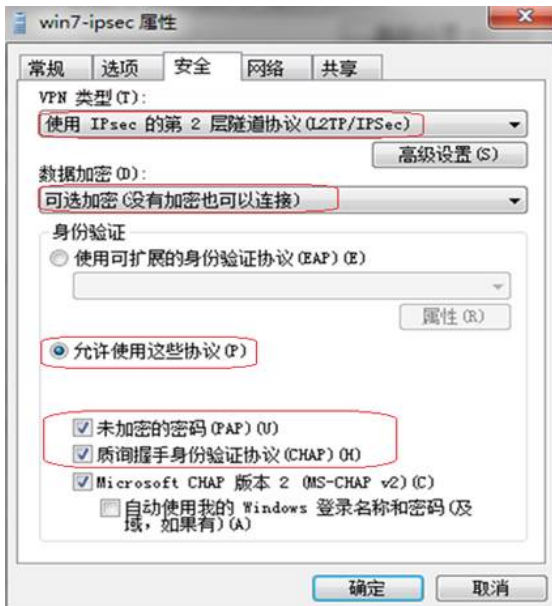 win7-ipsec 属性
常规 选项 安全 网络 共享
VPN 类型(T):
使用 IPsec 的第 2 层隧道协议(L2TP/IPSec)
高级设置(S)
数据加密(D):
可选加密(没有加密也可以连接)
身份验证
使用可扩展的身份验证协议(EAP)(E)
属性(R)
允许使用这些协议(P)
未加密的密码(PAP)(U)
质询握手身份验证协议(CHAP)(H)
Microsoft CHAP 版本 2 (MS-CHAP v2)(C)
自动使用我的 Windows 登录名称和密码(及
域，如果有)(A)
确定 取消